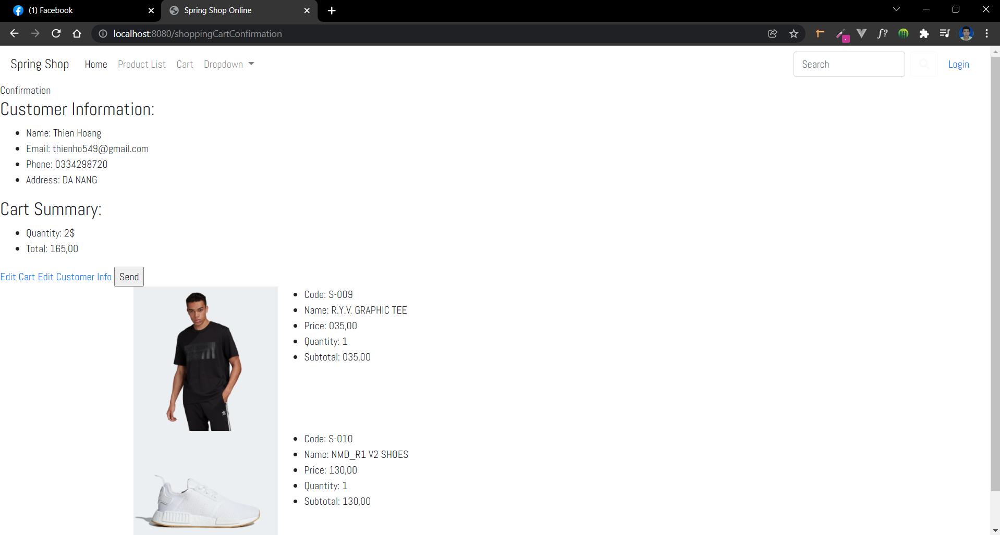 (1) Facebook
Spring Shop Online
localhost:8080/shoppingCartConfirmation
Spring Shop Home Product List Cart Dropdown Search Login
Confirmation
Customer Information:
Name: Thien Hoang
Email: thienho549@gmail.com
Phone: 0334298720
Address: DA NANG
Cart Summary:
Quantity: 2$
Total: 165,00
Edit Cart Edit Customer Info Send
Code: S-009
Name: R.Y.V. GRAPHIC TEE
Price: 035,00
Quantity: 1
Subtotal: 035,00
Code: S-010
Name: NMD_R1 V2 SHOES
Price: 130,00
Quantity: 1
Subtotal: 130,00